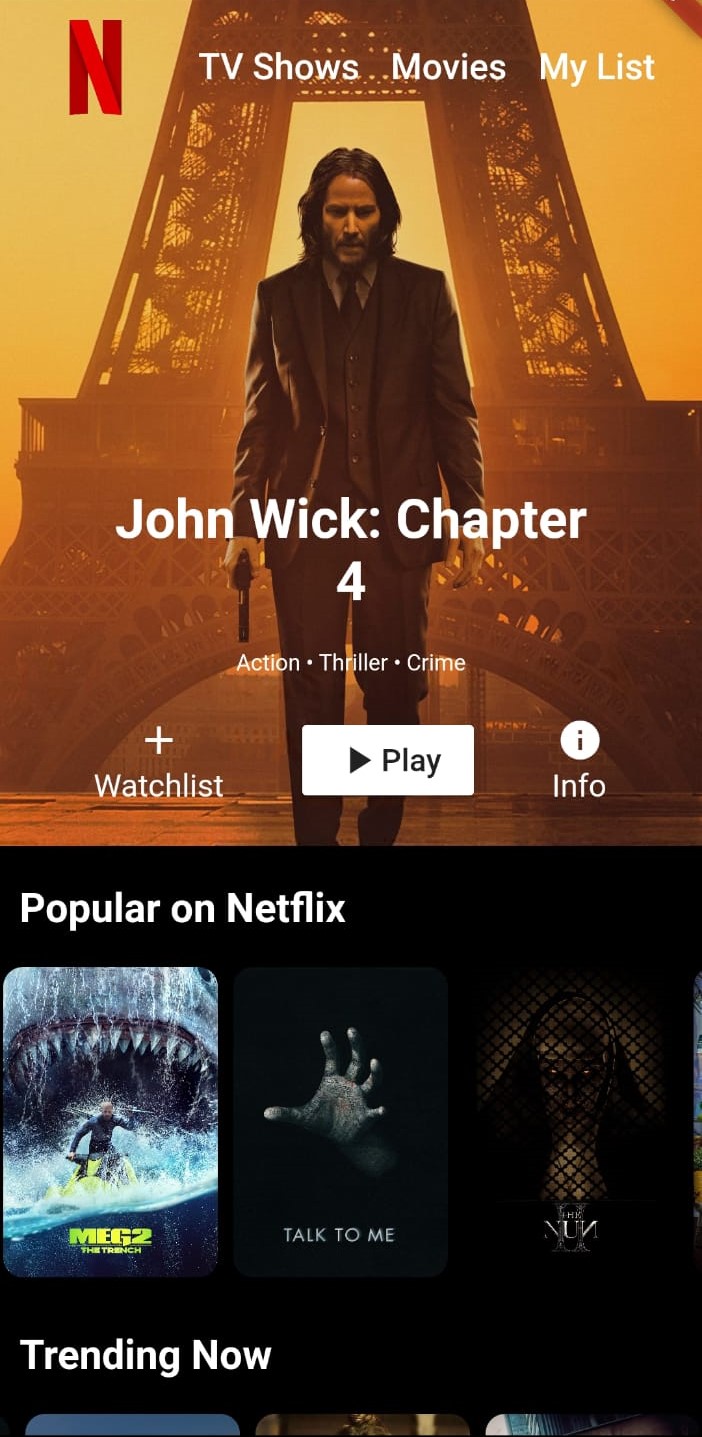 N
TV Shows Movies My List
John Wick: Chapter
4
Action • Thriller • Crime
Watchlist
Play
Info
Popular on Netflix
MEG2
THE TRENCH
TALK TO ME
THE
NUN
II
Trending Now